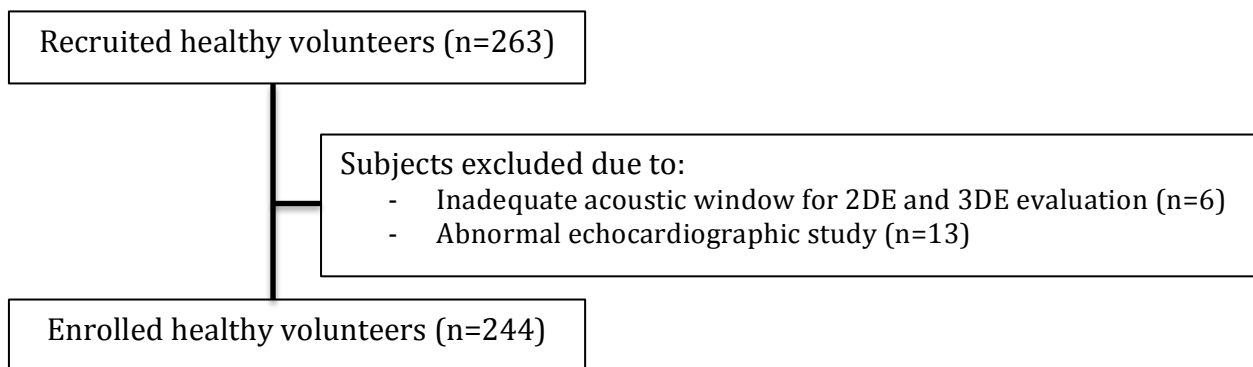 Recruited healthy volunteers (n=263)
Subjects excluded due to:
- Inadequate acoustic window for 2DE and 3DE evaluation (n=6)
- Abnormal echocardiographic study (n=13)
Enrolled healthy volunteers (n=244)